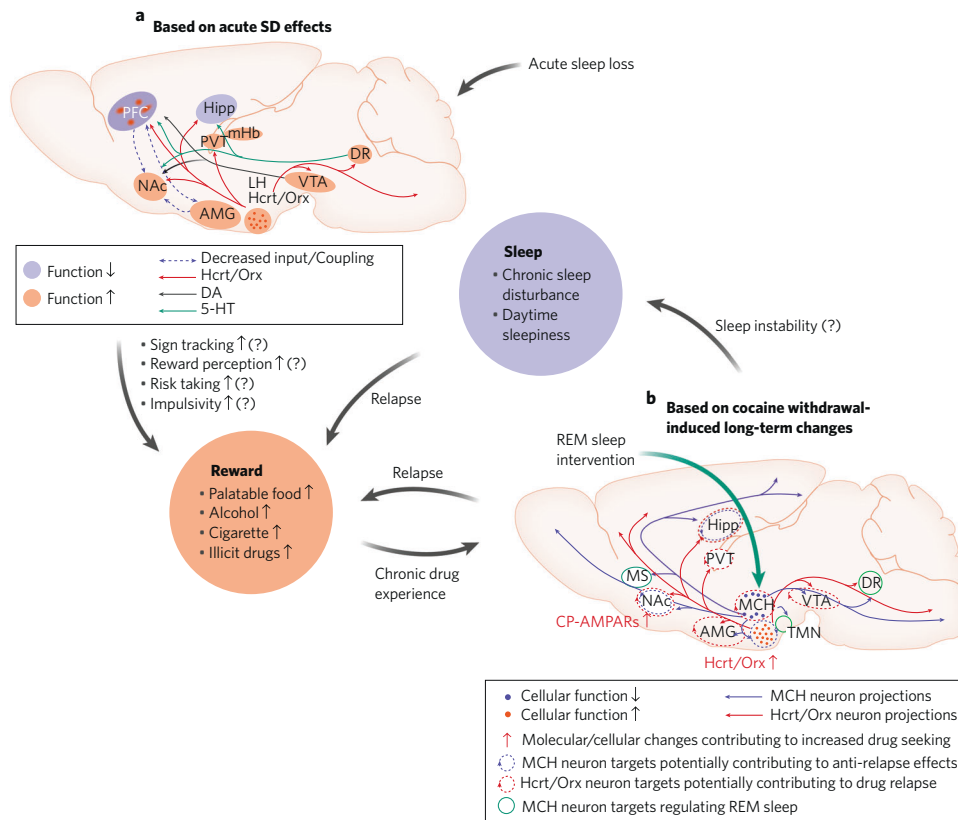 a Based on acute SD effects
Acute sleep loss
PFC
Hipp
mHb
PVT
DR
NAc
LH
Hcrt/Orx
VTA
AMG
Function ↓
Function ↑
Decreased input/Coupling
Hcrt/Orx
DA
5-HT
Sleep
• Chronic sleep
disturbance
• Daytime
sleepiness
Sleep instability (?)
• Sign tracking ↑ (?)
• Reward perception ↑ (?)
• Risk taking ↑ (?)
• Impulsivity ↑ (?)
Relapse
Reward
• Palatable food ↑
• Alcohol ↑
• Cigarette ↑
• Illicit drugs ↑
Relapse
Chronic drug
experience
b Based on cocaine withdrawal-
induced long-term changes
REM sleep
intervention
Hipp
PVT
MS
NAc
MCH
VTA
DR
CP-AMPARs ↑
AMG
TMN
Hcrt/Orx ↑
• Cellular function ↓
• Cellular function ↑
MCH neuron projections
Hcrt/Orx neuron projections
↑ Molecular/cellular changes contributing to increased drug seeking
MCH neuron targets potentially contributing to anti-relapse effects
Hcrt/Orx neuron targets potentially contributing to drug relapse
MCH neuron targets regulating REM sleep